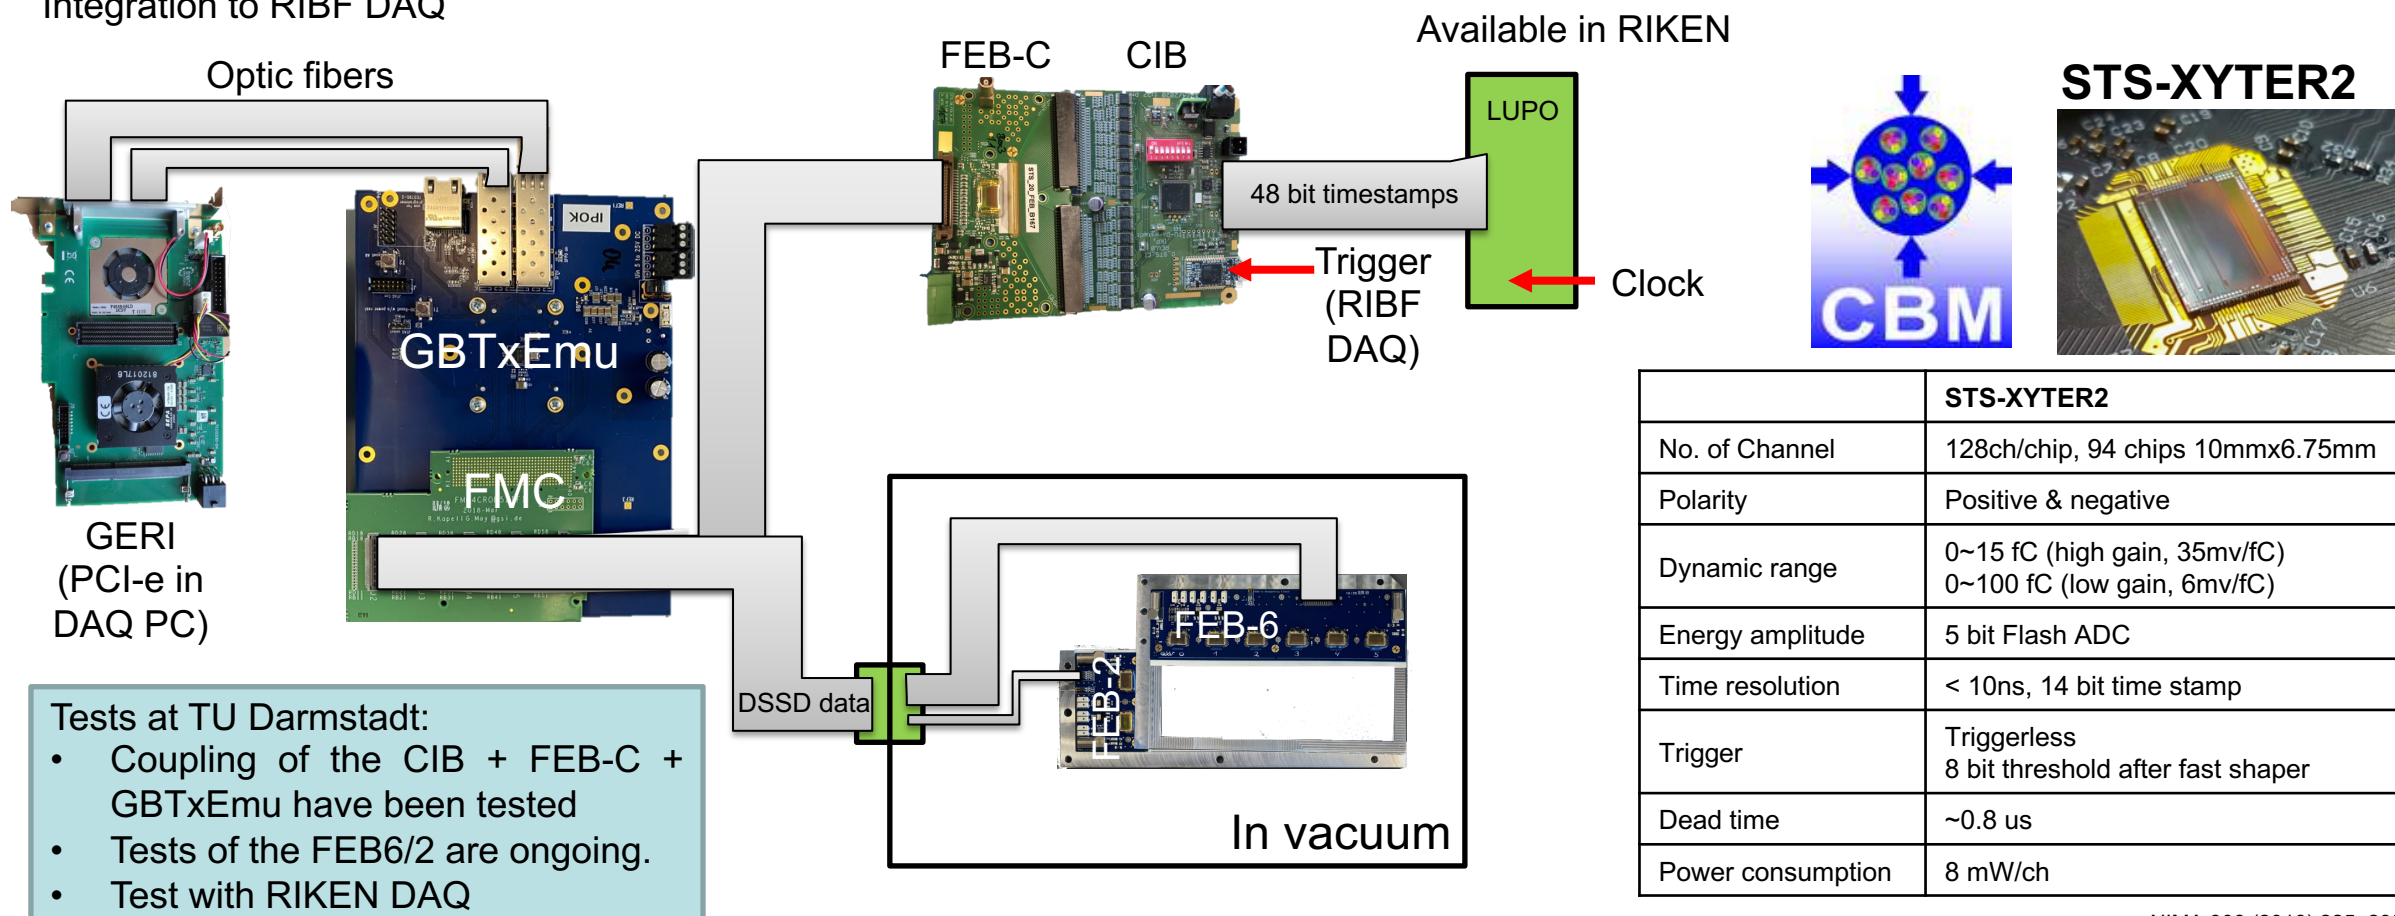 Integration to RIBF DAQ
Optic fibers
FEB-C
CIB
Available in RIKEN
LUPO
48 bit timestamps
Trigger
(RIBF
DAQ)
Clock
CBM
STS-XYTER2
IPOK
GBTxEmu
FMC
GERI
(PCI-e in
DAQ PC)
DSSD data
FEB-6
FEB-2
In vacuum
Tests at TU Darmstadt:
• Coupling of the CIB + FEB-C +
GBTxEmu have been tested
• Tests of the FEB6/2 are ongoing.
• Test with RIKEN DAQ
STS-XYTER2
No. of Channel 128ch/chip, 94 chips 10mmx6.75mm
Polarity Positive & negative
Dynamic range 0~15 fC (high gain, 35mv/fC)
0~100 fC (low gain, 6mv/fC)
Energy amplitude 5 bit Flash ADC
Time resolution < 10ns, 14 bit time stamp
Trigger Triggerless
8 bit threshold after fast shaper
Dead time ~0.8 us
Power consumption 8 mW/ch